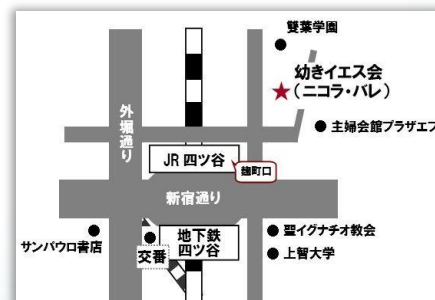 雙葉学園
幼きイエス会
(ニコラ・バレ)
主婦会館プラザエフ
外堀通り
JR 四ツ谷
麹町口
新宿通り
サンパウロ書店
交番
地下鉄
四ツ谷
聖イグナチオ教会
上智大学